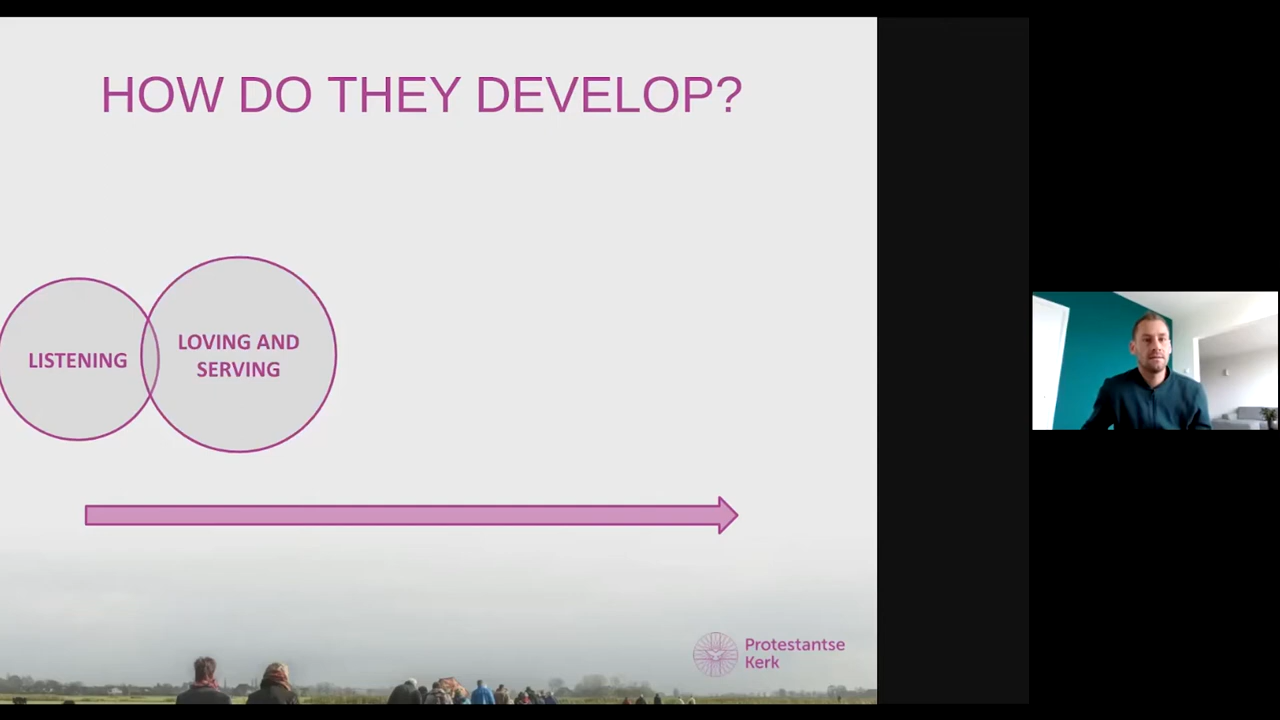 HOW DO THEY DEVELOP?
LISTENING
LOVING AND
SERVING
Protestantse
Kerk